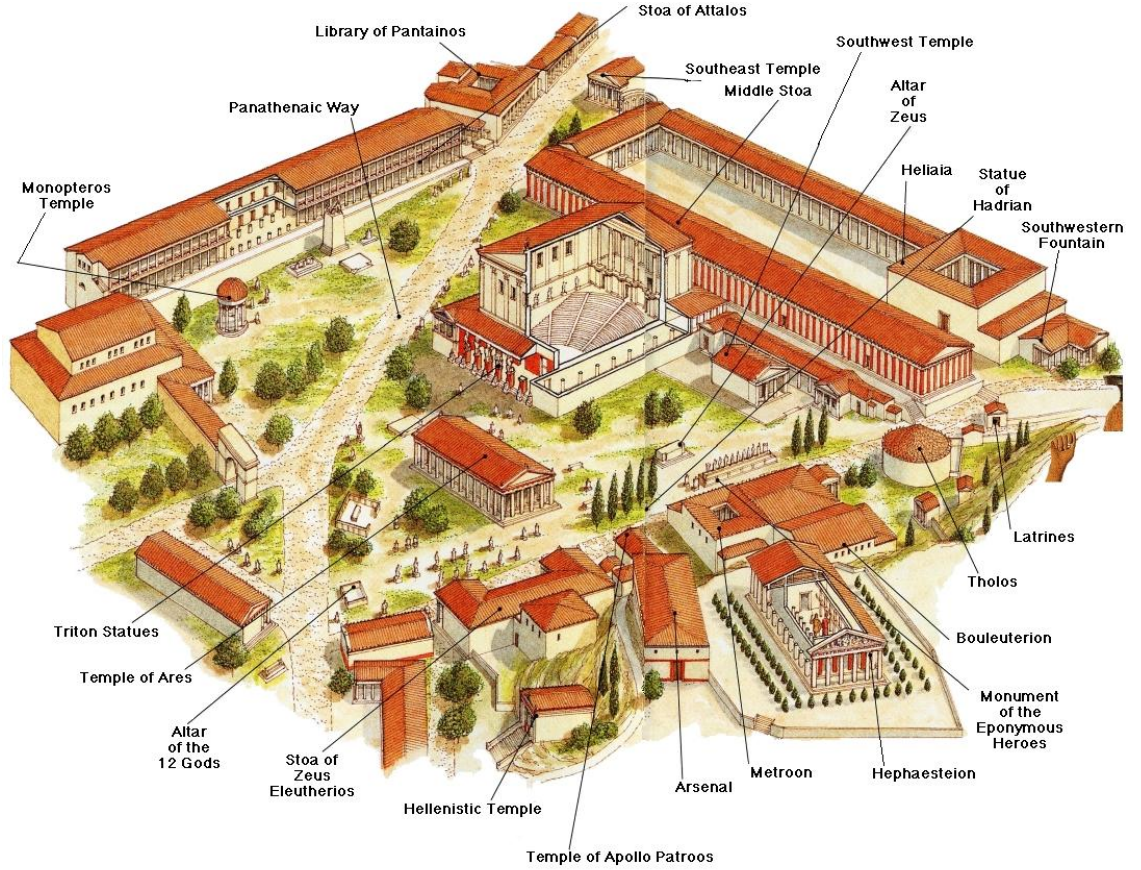 Stoa of Attalos
Library of Pantainos
Southwest Temple
Southeast Temple
Middle Stoa
Altar
of
Zeus
Panathenaic Way
Heliaia
Statue
of
Hadrian
Monopteros
Temple
Southwestern
Fountain
Latrines
Tholos
Triton Statues
Bouleuterion
Temple of Ares
Monument
of the
Eponymous
Heroes
Altar
of the
12 Gods
Stoa of
Zeus
Eleutherios
Metroon
Hephaesteion
Arsenal
Hellenistic Temple
Temple of Apollo Patroos